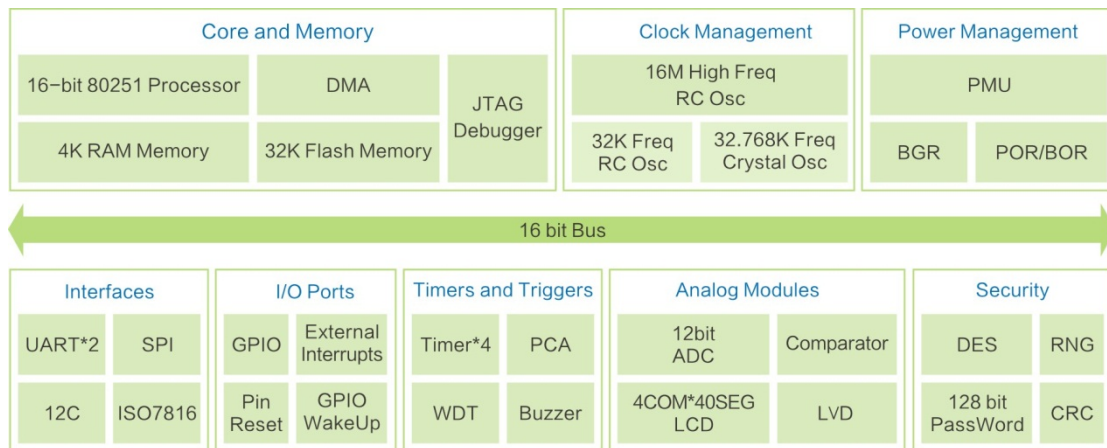 Core and Memory
16-bit 80251 Processor
DMA
JTAG
Debugger
4K RAM Memory
32K Flash Memory
Clock Management
16M High Freq
RC Osc
32K Freq
RC Osc
32.768K Freq
Crystal Osc
Power Management
PMU
BGR
POR/BOR
16 bit Bus
Interfaces
UART*2
SPI
12C
ISO7816
I/O Ports
GPIO
External
Interrupts
Pin
Reset
GPIO
WakeUp
Timers and Triggers
Timer*4
PCA
WDT
Buzzer
Analog Modules
12bit
ADC
Comparator
4COM*40SEG
LCD
LVD
Security
DES
RNG
128 bit
PassWord
CRC